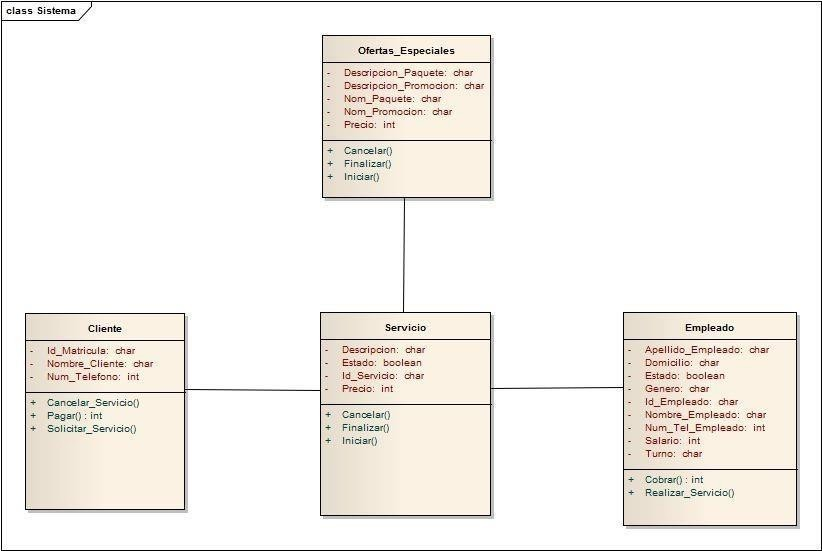 class Sistema
Ofertas_Especiales
- Descripcion_Paquete: char
- Descripcion_Promocion: char
- Nom_Paquete: char
- Nom_Promocion: char
- Precio: int
+ Cancelar()
+ Finalizar()
+ Iniciar()
Cliente
- Id_Matricula: char
- Nombre_Cliente: char
- Num_Telefono: int
+ Cancelar_Servicio()
+ Pagar() : int
+ Solicitar_Servicio()
Servicio
- Descripcion: char
- Estado: boolean
- Id_Servicio: char
- Precio: int
+ Cancelar()
+ Finalizar()
+ Iniciar()
Empleado
- Apellido_Empleado: char
- Domicilio: char
- Estado: boolean
- Genero: char
- Id_Empleado: char
- Nombre_Empleado: char
- Num_Tel_Empleado: int
- Salario: int
- Turno: char
+ Cobrar() : int
+ Realizar_Servicio()